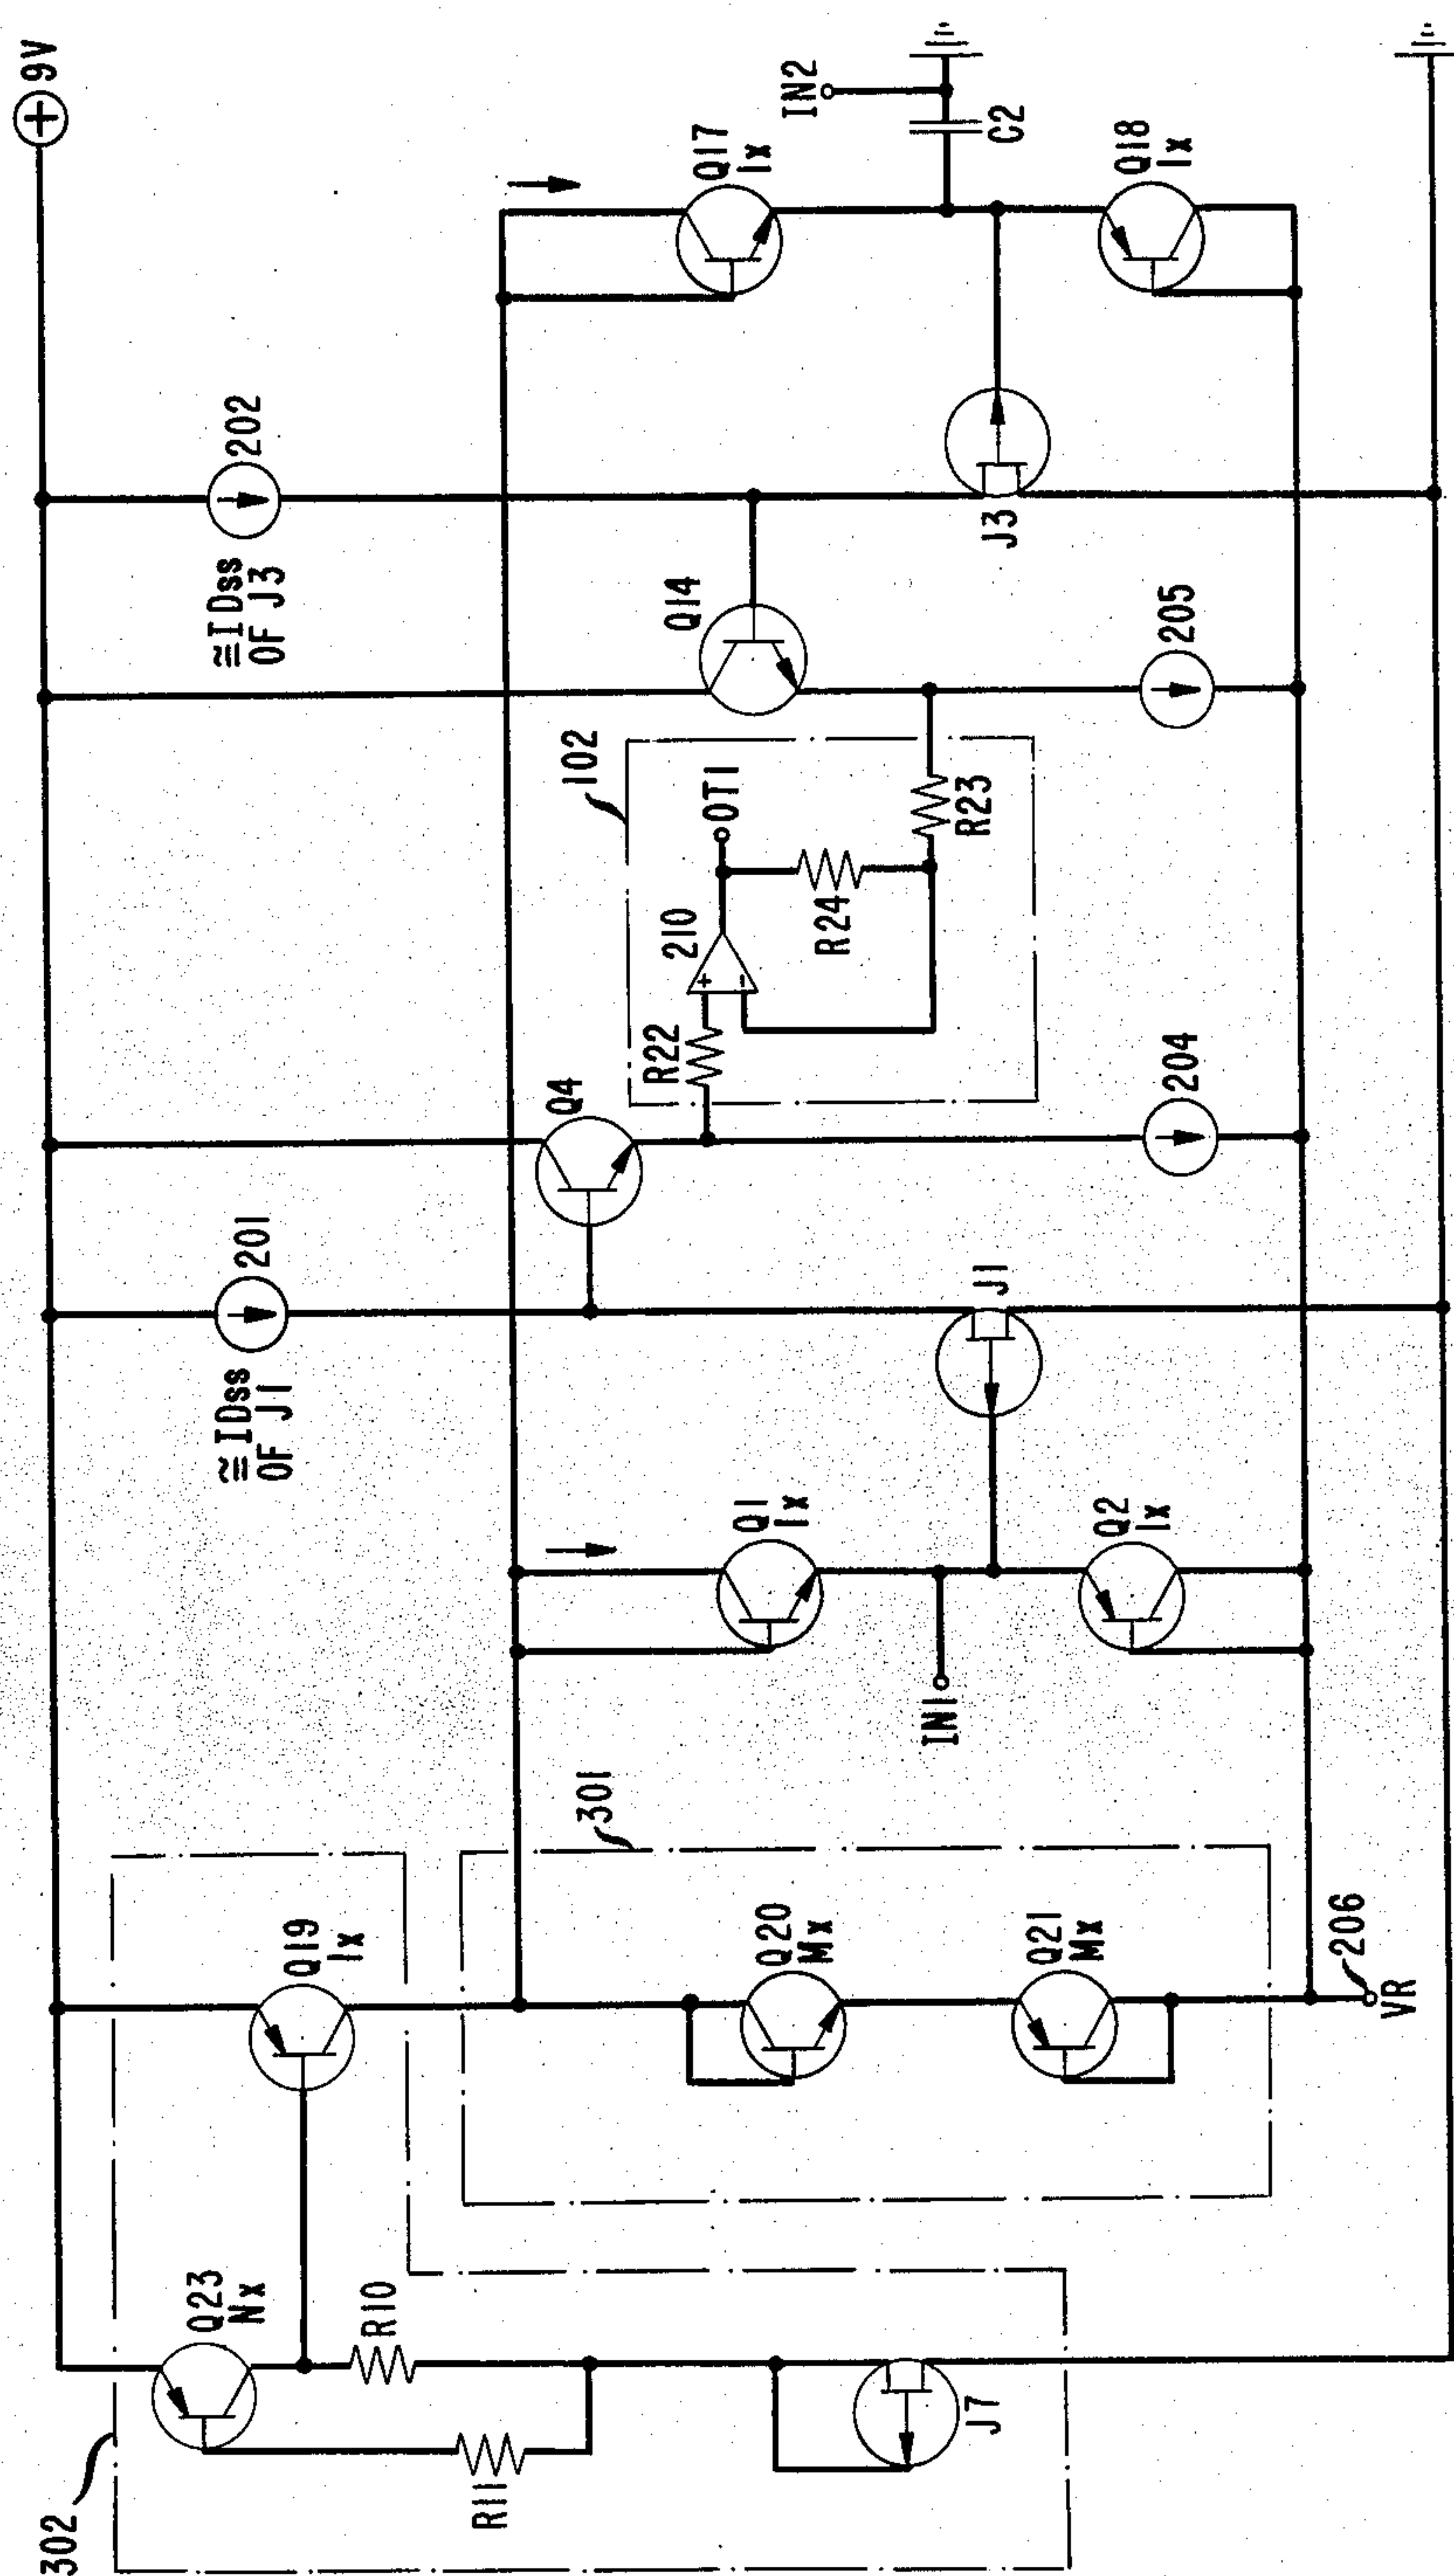 9V
IN2
C2
Q17
1x
Q18
1x
202
≅IDss
OF J3
J3
Q14
205
102
OT1
R23
R24
210
R22
+
-
Q4
204
201
≅IDss
OF J1
J1
Q1
1x
Q2
1x
IN1
301
Q19
1x
Q20
Mx
Q21
Mx
206
VR
Q23
Nx
R10
R11
J7
302
+